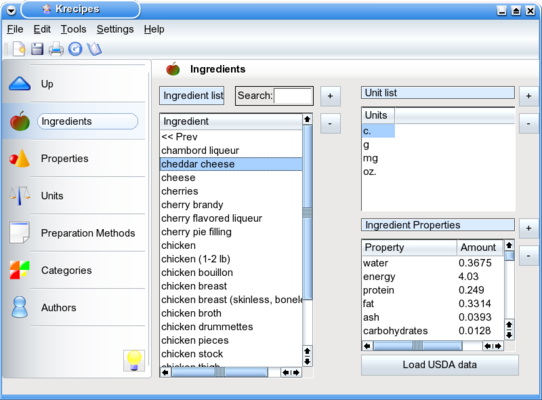 Krecipes
File Edit Tools Settings Help
Up
Ingredients
Properties
Units
Preparation Methods
Categories
Authors
Ingredients
Ingredient list
Search:
+
-
Ingredient
<< Prev
chambord liqueur
cheddar cheese
cheese
cherries
cherry brandy
cherry flavored liqueur
cherry pie filling
chicken
chicken (1-2 lb)
chicken bouillon
chicken breast
chicken breast (skinless, bonele
chicken broth
chicken drummettes
chicken pieces
chicken stock
chicken thigh
Unit list
+
-
Units
c.
g
mg
oz.
Ingredient Properties
+
-
Property Amount
water 0.3675
energy 4.03
protein 0.249
fat 0.3314
ash 0.0393
carbohydrates 0.0128
Load USDA data